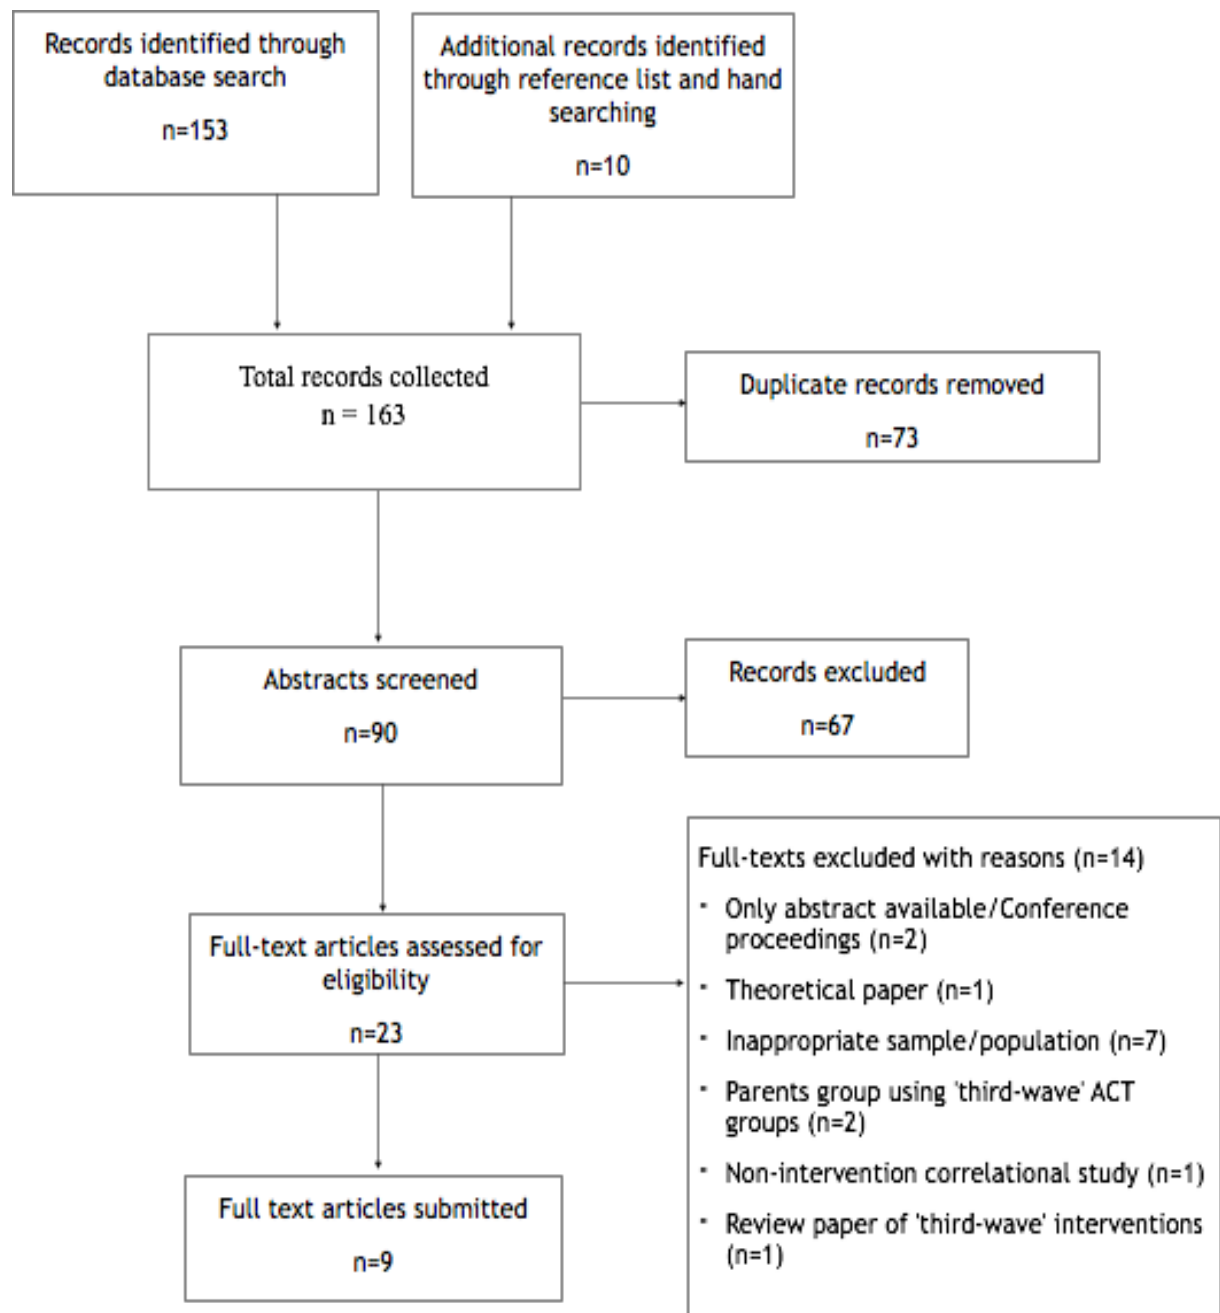 Records identified through
database search
n=153
Additional records identified
through reference list and hand
searching
n=10
Total records collected
n = 163
Duplicate records removed
n=73
Abstracts screened
n=90
Records excluded
n=67
Full-text articles assessed for
eligibility
n=23
Full-texts excluded with reasons (n=14)
▪ Only abstract available/Conference
proceedings (n=2)
▪ Theoretical paper (n=1)
▪ Inappropriate sample/population (n=7)
▪ Parents group using 'third-wave' ACT
groups (n=2)
▪ Non-intervention correlational study (n=1)
▪ Review paper of 'third-wave' interventions
(n=1)
Full text articles submitted
n=9